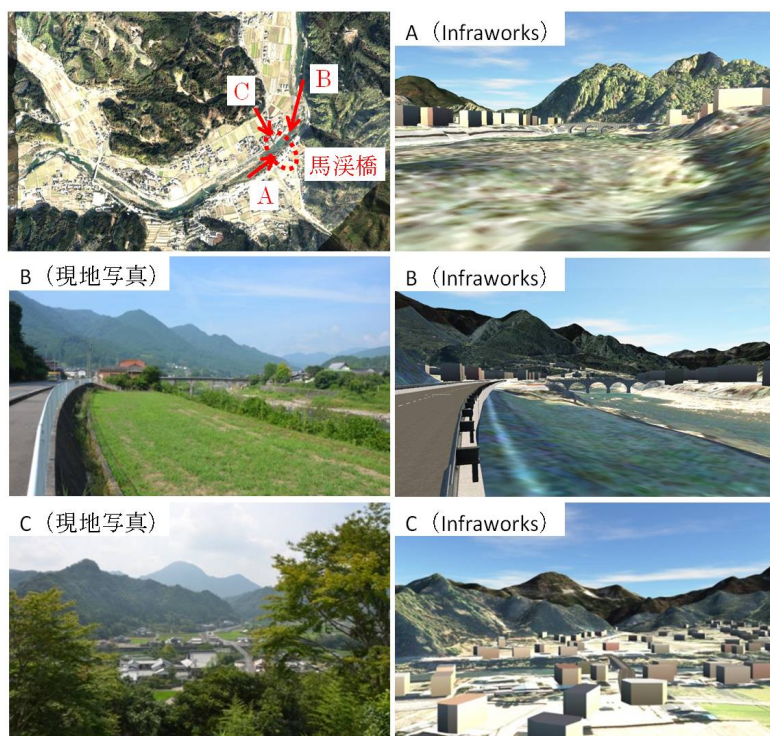 C
B
A
馬渓橋
A（Infraworks）
B（現地写真）
B（Infraworks）
C（現地写真）
C（Infraworks）